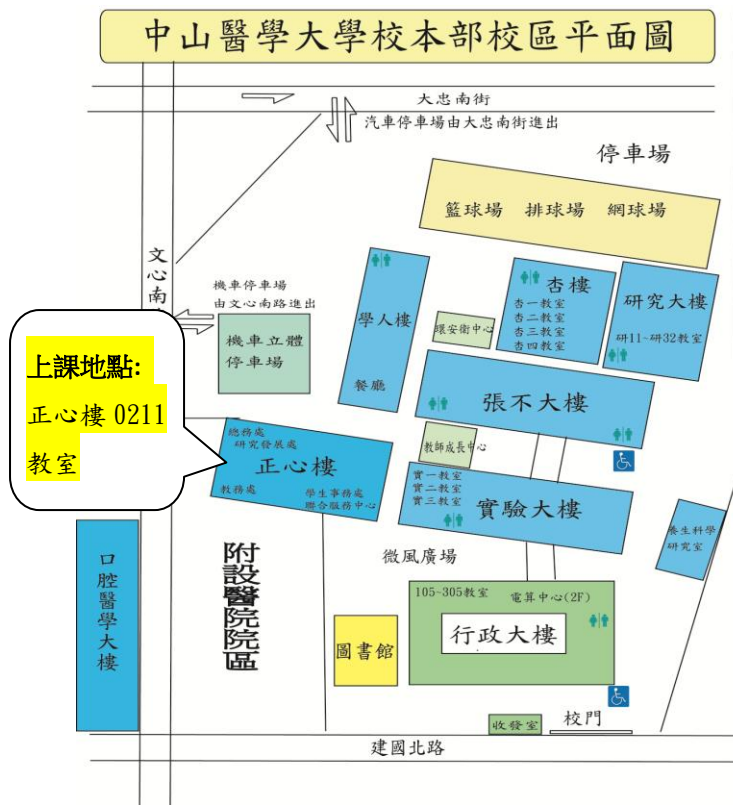 中山醫學大學校本部校區平面圖
大忠南街
汽車停車場由大忠南街進出
停車場
籃球場 排球場 網球場
文心南
機車停車場
由文心南路進出
機車立體
停車場
學人樓
餐廳
環安衛中心
杏樓
杏一教室
杏二教室
杏三教室
杏四教室
研究大樓
研11-研32教室
張不大樓
上課地點:
正心樓 0211
教室
總務處
研究發展處
正心樓
教務處
學生事務處
聯合服務中心
教師成長中心
實一教室
實二教室
實三教室
實驗大樓
養生科學
研究室
口腔醫學大樓
附設醫院院區
微風廣場
105~305教室 電算中心(2F)
行政大樓
圖書館
收發室
校門
建國北路